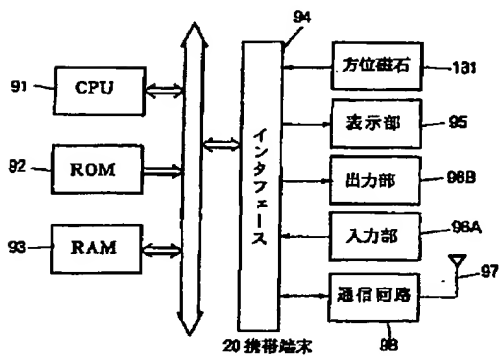 94
91
CPU
方位磁石
131
表示部
95
92
ROM
インタフェース
出力部
96B
入力部
96A
93
RAM
通信回路
97
98
20 携帯端末